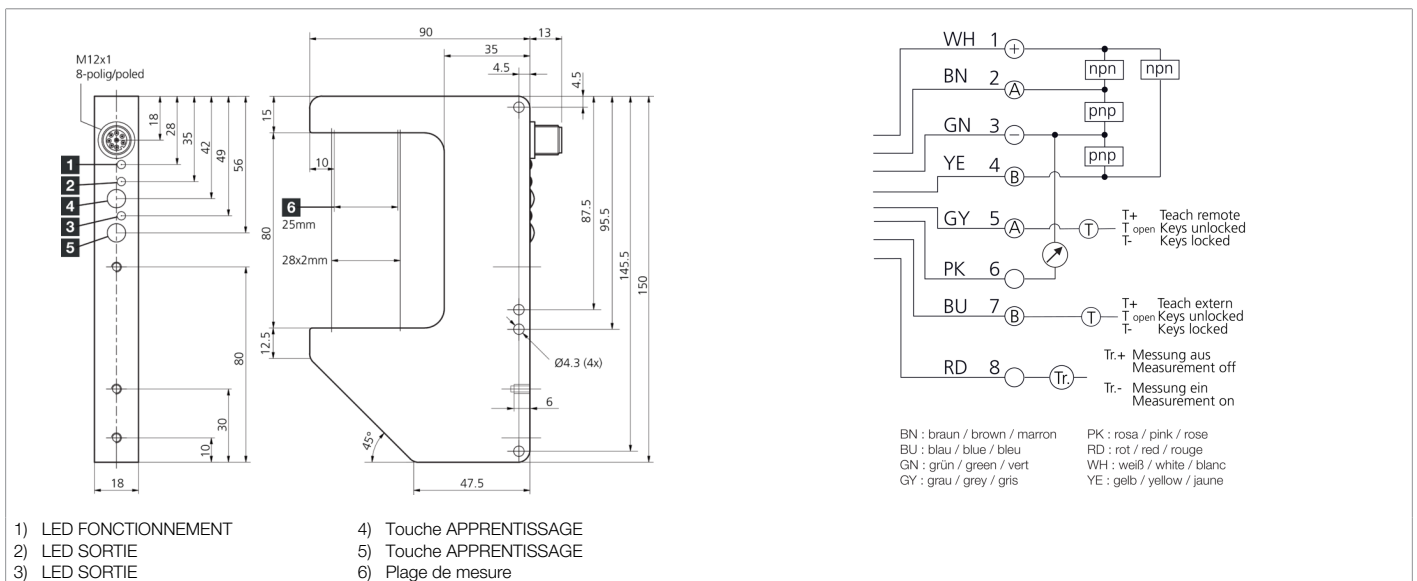 M12x1
8-polig/poled
18
28
35
42
49
56
1
2
4
3
5
80
30
10
18
90
13
35
4.5
4.5
15
10
6
25mm
80
28x2mm
87.5
95.5
145.5
150
12.5
Ø4.3 (4x)
6
45°
47.5
WH 1 +
npn npn
BN 2 A
pnp
GN 3 −
pnp
YE 4 B
GY 5 A T
T+ Teach remote
T open Keys unlocked
T- Keys locked
PK 6
BU 7 B T
T+ Teach extern
T open Keys unlocked
T- Keys locked
RD 8 Tr.
Tr.+ Messung aus
Measurement off
Tr.- Messung ein
Measurement on
BN : braun / brown / marron
BU : blau / blue / bleu
GN : grün / green / vert
GY : grau / grey / gris
PK : rosa / pink / rose
RD : rot / red / rouge
WH : weiß / white / blanc
YE : gelb / yellow / jaune
1) LED FONCTIONNEMENT
2) LED SORTIE
3) LED SORTIE
4) Touche APPRENTISSAGE
5) Touche APPRENTISSAGE
6) Plage de mesure